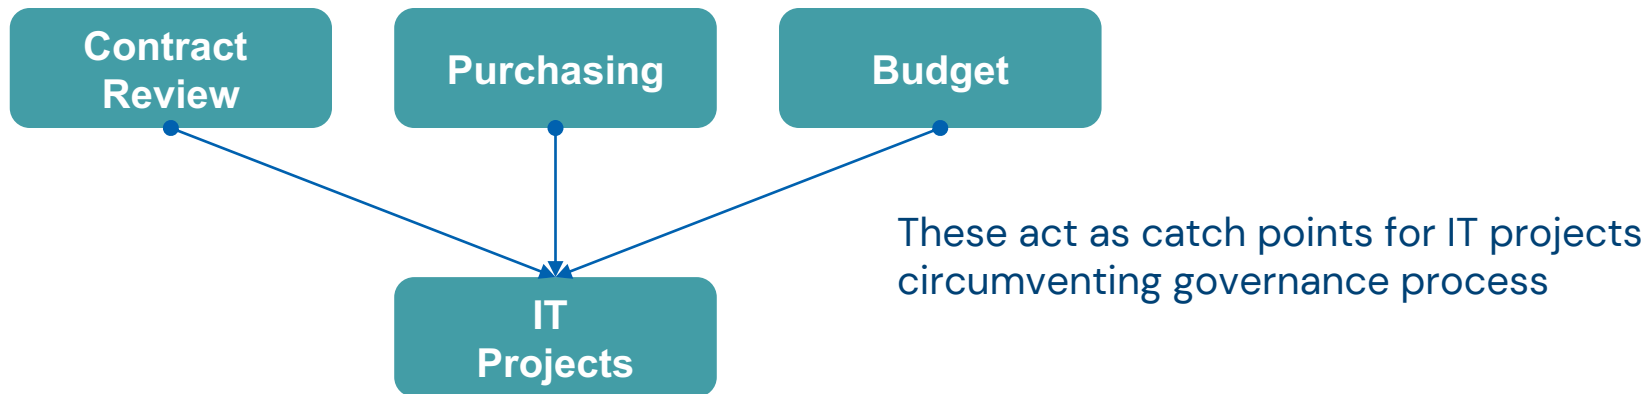 Contract
Review
Purchasing
Budget
These act as catch points for IT projects
circumventing governance process
IT
Projects